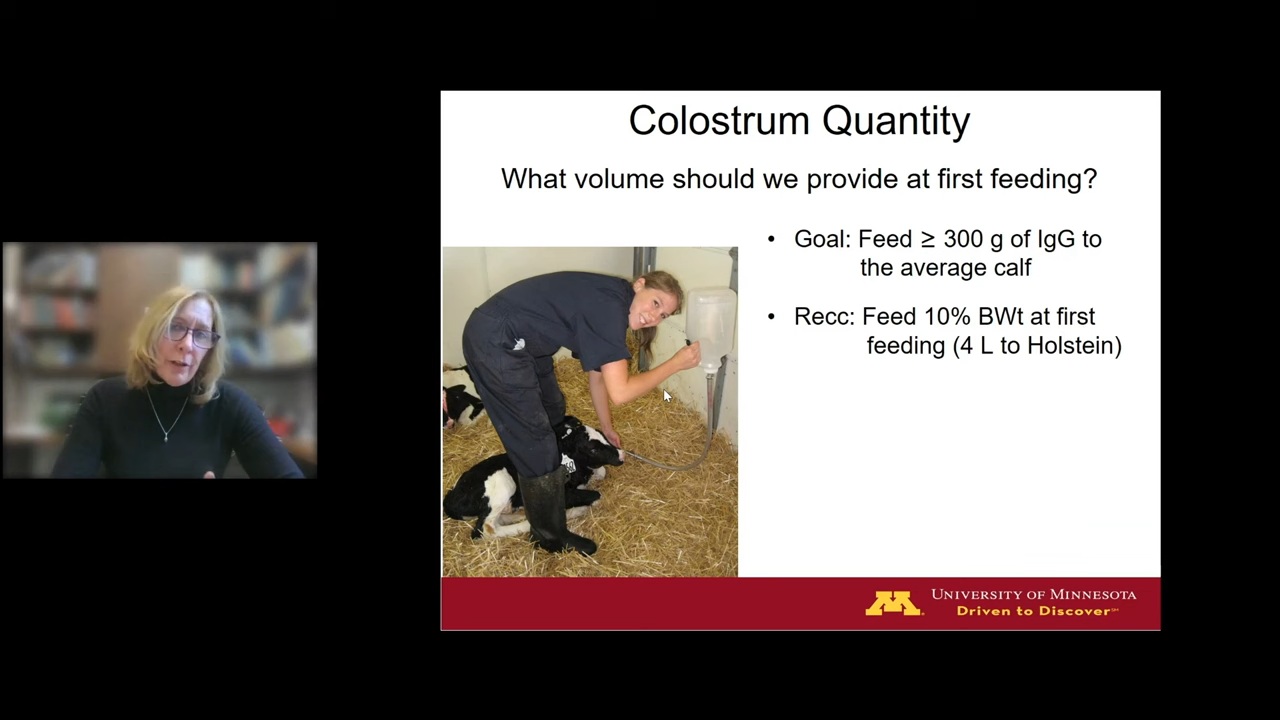 Colostrum Quantity
What volume should we provide at first feeding?
• Goal: Feed ≥ 300 g of IgG to
the average calf
• Recc: Feed 10% BWt at first
feeding (4 L to Holstein)
UNIVERSITY OF MINNESOTA
Driven to Discover℠